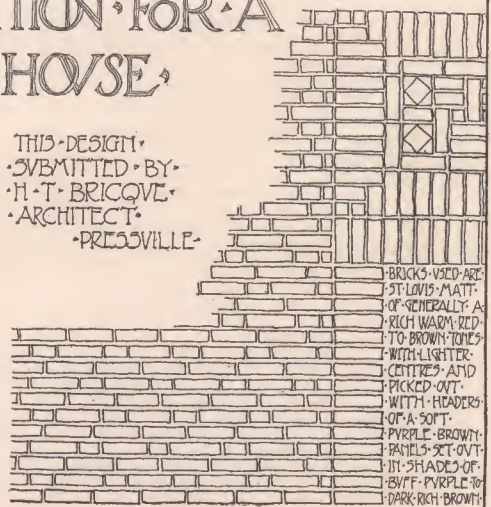 TION · FOR · A
HOVSE ·
THIS · DESIGN ·
· SVBMITTED · BY ·
· H · T · BRICQVE ·
· ARCHITECT ·
· PRESSVILLE ·
· BRICKS · VSED · ARE ·
· ST · LOVIS · MATT ·
· OF · GENERALLY · A
· RICH WARM · RED ·
· TO · BROWN · TONES ·
· WITH · LIGHTER ·
· CENTRES · AND
· PICKED OVT ·
· WITH · HEADERS ·
· OF · A · SOFT ·
· PVRPLE · BROWN ·
· PANELS · SET · OVT ·
· IN · SHADES · OF ·
· BVFF · PVRPLE · TO ·
· DARK · RICH · BROWN ·